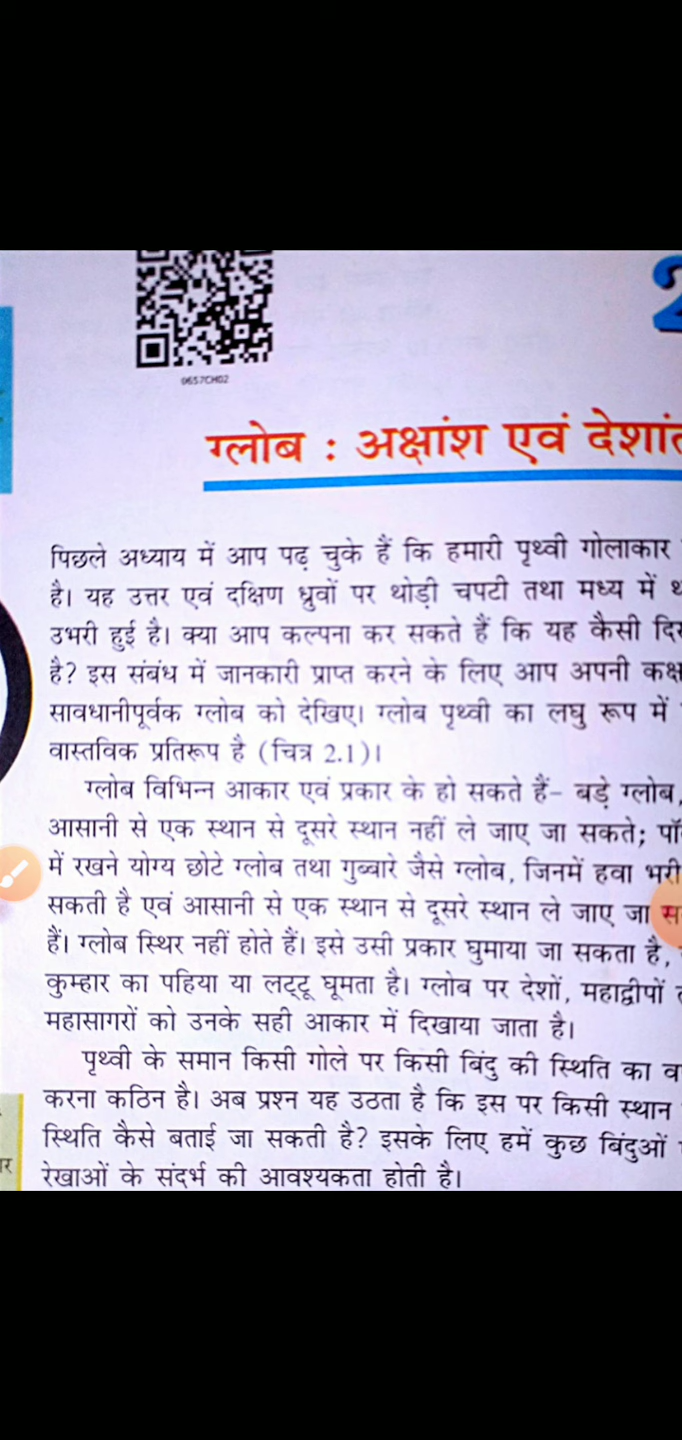 0657CH02
2
ग्लोब : अक्षांश एवं
पिछले अध्याय में आप पढ़ चुके हैं कि हमारी पृथ्वी गोलाकार
है। यह उत्तर एवं दक्षिण ध्रुवों पर थोड़ी चपटी तथा मध्य में
उभरी हुई है। क्या आप कल्पना कर सकते हैं कि यह कैसी
है? इस संबंध में जानकारी प्राप्त करने के लिए आप अपनी
सावधानीपूर्वक ग्लोब को देखिए। ग्लोब पृथ्वी का लघु रूप में
वास्तविक प्रतिरूप है (चित्र 2.1)।
ग्लोब विभिन्न आकार एवं प्रकार के हो सकते हैं- बड़े ग्लोब,
आसानी से एक स्थान से दूसरे स्थान नहीं ले जाए जा सकते;
में रखने योग्य छोटे ग्लोब तथा गुब्बारे जैसे ग्लोब, जिनमें हवा भरी
सकती है एवं आसानी से एक स्थान से दूसरे स्थान ले जाए जा
हैं। ग्लोब स्थिर नहीं होते हैं। इसे उसी प्रकार घुमाया जा सकता है,
कुम्हार का पहिया या लट्टू घूमता है। ग्लोब पर देशों, महाद्वीपों
महासागरों को उनके सही आकार में दिखाया जाता है।
पृथ्वी के समान किसी गोले पर किसी बिंदु की स्थिति का
करना कठिन है। अब प्रश्न यह उठता है कि इस पर किसी स्थान
स्थिति कैसे बताई जा सकती है? इसके लिए हमें कुछ बिंदुओं
रेखाओं के संदर्भ की आवश्यकता होती है।